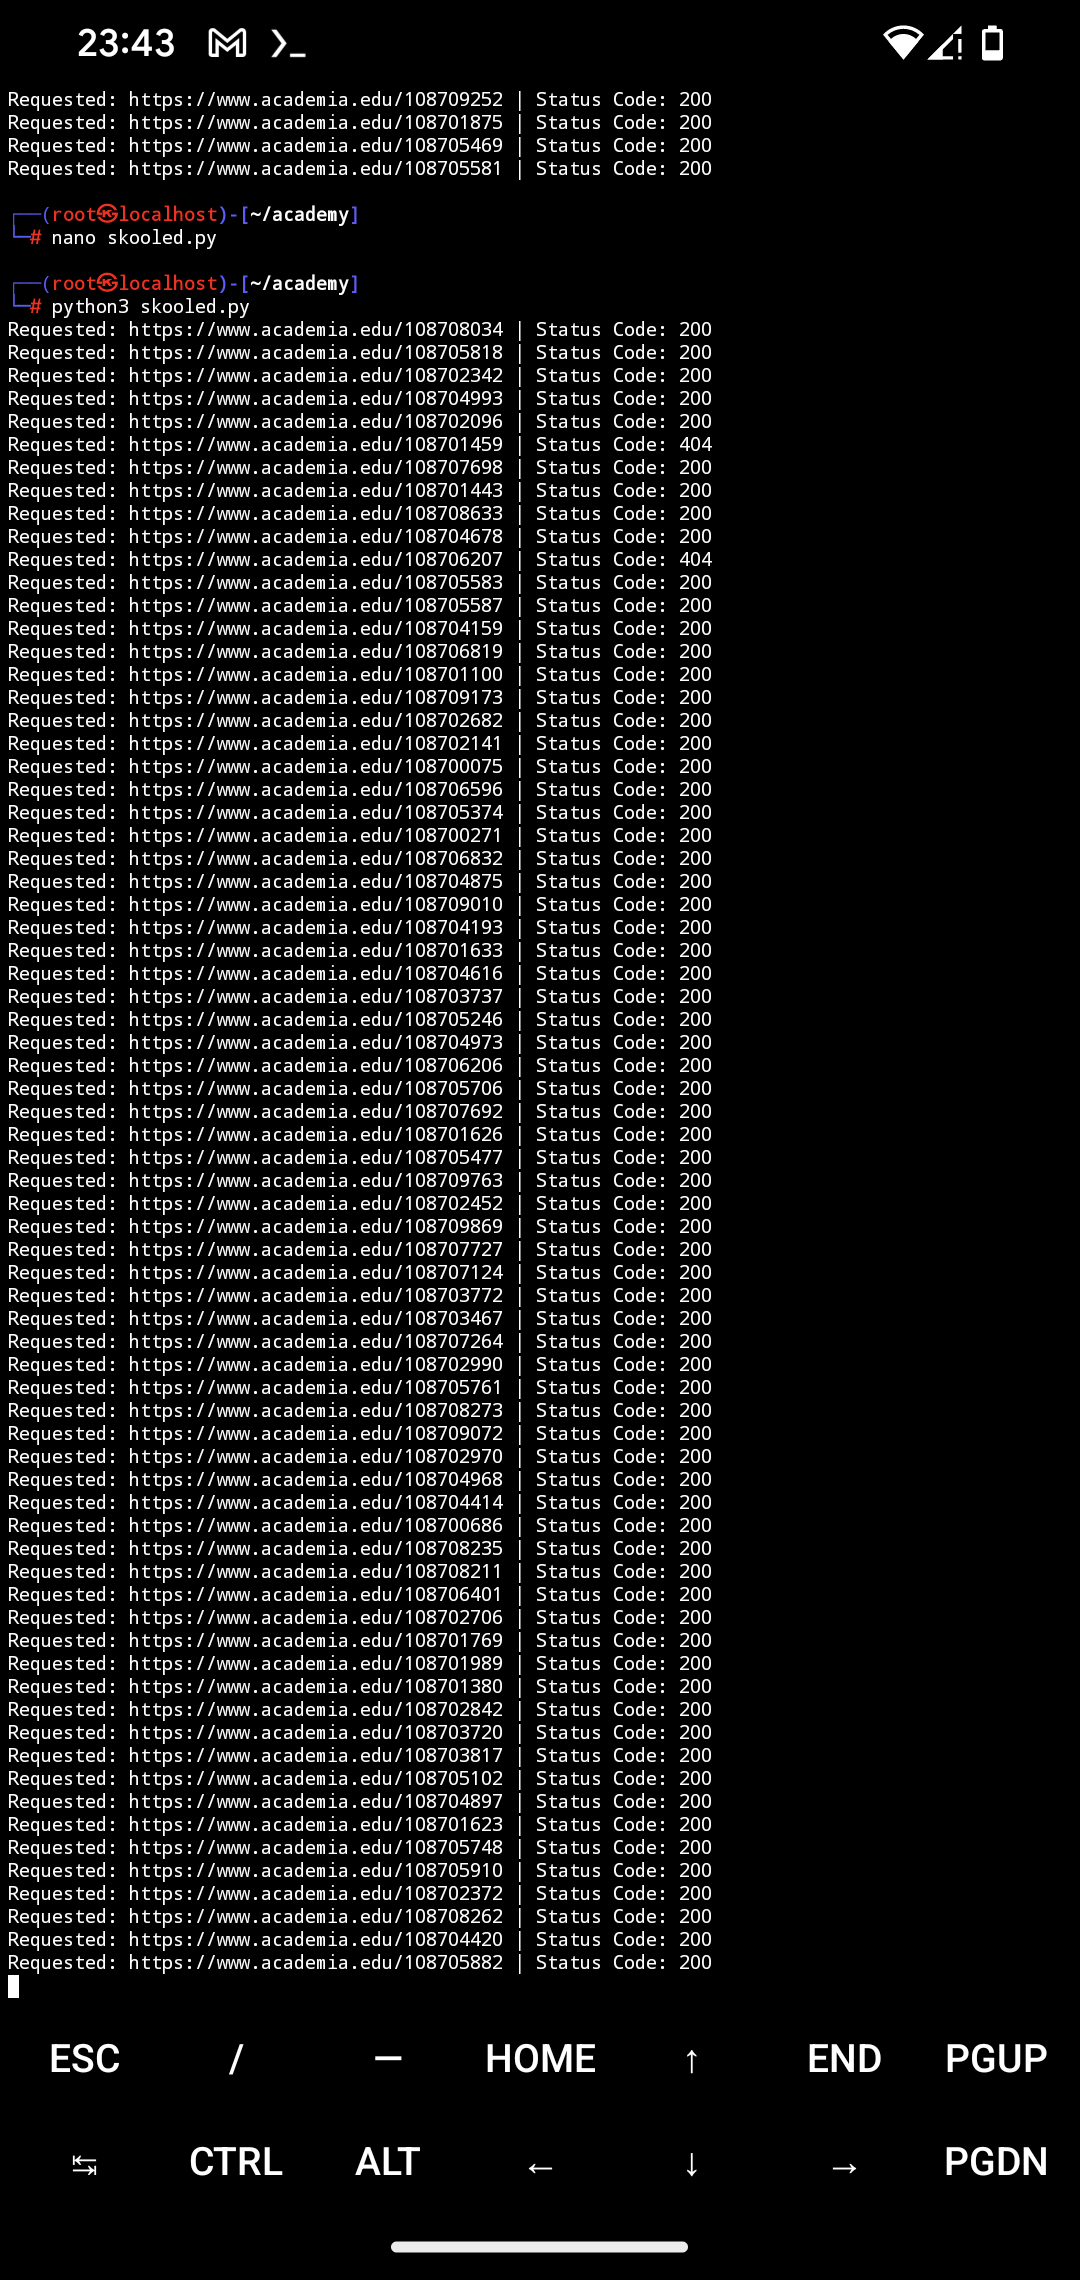 23:43
Requested: https://www.academia.edu/108709252 | Status Code: 200
Requested: https://www.academia.edu/108701875 | Status Code: 200
Requested: https://www.academia.edu/108705469 | Status Code: 200
Requested: https://www.academia.edu/108705581 | Status Code: 200
┌──(root㉿localhost)-[~/academy]
└─# nano skooled.py
┌──(root㉿localhost)-[~/academy]
└─# python3 skooled.py
Requested: https://www.academia.edu/108708034 | Status Code: 200
Requested: https://www.academia.edu/108705818 | Status Code: 200
Requested: https://www.academia.edu/108702342 | Status Code: 200
Requested: https://www.academia.edu/108704993 | Status Code: 200
Requested: https://www.academia.edu/108702096 | Status Code: 200
Requested: https://www.academia.edu/108701459 | Status Code: 404
Requested: https://www.academia.edu/108707698 | Status Code: 200
Requested: https://www.academia.edu/108701443 | Status Code: 200
Requested: https://www.academia.edu/108708633 | Status Code: 200
Requested: https://www.academia.edu/108704678 | Status Code: 200
Requested: https://www.academia.edu/108706207 | Status Code: 404
Requested: https://www.academia.edu/108705583 | Status Code: 200
Requested: https://www.academia.edu/108705587 | Status Code: 200
Requested: https://www.academia.edu/108704159 | Status Code: 200
Requested: https://www.academia.edu/108706819 | Status Code: 200
Requested: https://www.academia.edu/108701100 | Status Code: 200
Requested: https://www.academia.edu/108709173 | Status Code: 200
Requested: https://www.academia.edu/108702682 | Status Code: 200
Requested: https://www.academia.edu/108702141 | Status Code: 200
Requested: https://www.academia.edu/108700075 | Status Code: 200
Requested: https://www.academia.edu/108706596 | Status Code: 200
Requested: https://www.academia.edu/108705374 | Status Code: 200
Requested: https://www.academia.edu/108700271 | Status Code: 200
Requested: https://www.academia.edu/108706832 | Status Code: 200
Requested: https://www.academia.edu/108704875 | Status Code: 200
Requested: https://www.academia.edu/108709010 | Status Code: 200
Requested: https://www.academia.edu/108704193 | Status Code: 200
Requested: https://www.academia.edu/108701633 | Status Code: 200
Requested: https://www.academia.edu/108704616 | Status Code: 200
Requested: https://www.academia.edu/108703737 | Status Code: 200
Requested: https://www.academia.edu/108705246 | Status Code: 200
Requested: https://www.academia.edu/108704973 | Status Code: 200
Requested: https://www.academia.edu/108706206 | Status Code: 200
Requested: https://www.academia.edu/108705706 | Status Code: 200
Requested: https://www.academia.edu/108707692 | Status Code: 200
Requested: https://www.academia.edu/108701626 | Status Code: 200
Requested: https://www.academia.edu/108705477 | Status Code: 200
Requested: https://www.academia.edu/108709763 | Status Code: 200
Requested: https://www.academia.edu/108702452 | Status Code: 200
Requested: https://www.academia.edu/108709869 | Status Code: 200
Requested: https://www.academia.edu/108707727 | Status Code: 200
Requested: https://www.academia.edu/108707124 | Status Code: 200
Requested: https://www.academia.edu/108703772 | Status Code: 200
Requested: https://www.academia.edu/108703467 | Status Code: 200
Requested: https://www.academia.edu/108707264 | Status Code: 200
Requested: https://www.academia.edu/108702990 | Status Code: 200
Requested: https://www.academia.edu/108705761 | Status Code: 200
Requested: https://www.academia.edu/108708273 | Status Code: 200
Requested: https://www.academia.edu/108709072 | Status Code: 200
Requested: https://www.academia.edu/108702970 | Status Code: 200
Requested: https://www.academia.edu/108704968 | Status Code: 200
Requested: https://www.academia.edu/108704414 | Status Code: 200
Requested: https://www.academia.edu/108700686 | Status Code: 200
Requested: https://www.academia.edu/108708235 | Status Code: 200
Requested: https://www.academia.edu/108708211 | Status Code: 200
Requested: https://www.academia.edu/108706401 | Status Code: 200
Requested: https://www.academia.edu/108702706 | Status Code: 200
Requested: https://www.academia.edu/108701769 | Status Code: 200
Requested: https://www.academia.edu/108701989 | Status Code: 200
Requested: https://www.academia.edu/108701380 | Status Code: 200
Requested: https://www.academia.edu/108702842 | Status Code: 200
Requested: https://www.academia.edu/108703720 | Status Code: 200
Requested: https://www.academia.edu/108703817 | Status Code: 200
Requested: https://www.academia.edu/108705102 | Status Code: 200
Requested: https://www.academia.edu/108704897 | Status Code: 200
Requested: https://www.academia.edu/108701623 | Status Code: 200
Requested: https://www.academia.edu/108705748 | Status Code: 200
Requested: https://www.academia.edu/108705910 | Status Code: 200
Requested: https://www.academia.edu/108702372 | Status Code: 200
Requested: https://www.academia.edu/108708262 | Status Code: 200
Requested: https://www.academia.edu/108704420 | Status Code: 200
Requested: https://www.academia.edu/108705882 | Status Code: 200
ESC / — HOME ↑ END PGUP
↹ CTRL ALT ← ↓ → PGDN